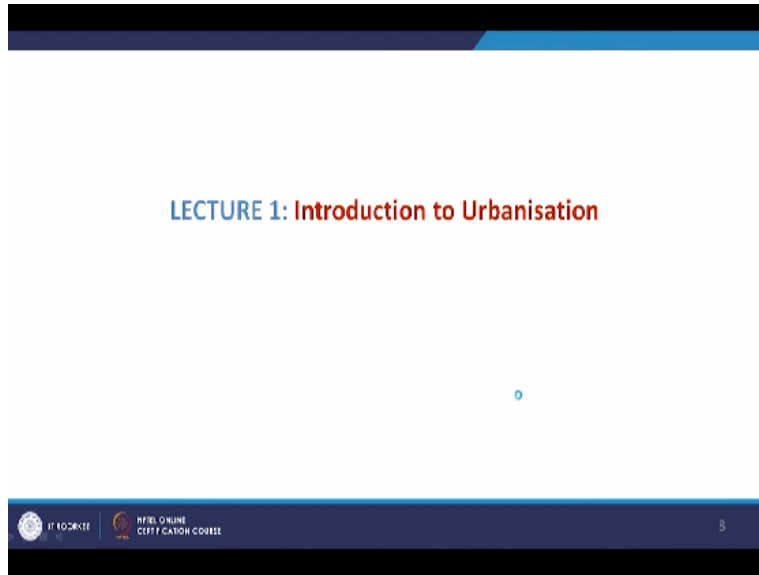 LECTURE 1: Introduction to Urbanisation
IIT ROORKEE
NPTEL ONLINE
CERTIFICATION COURSE
8